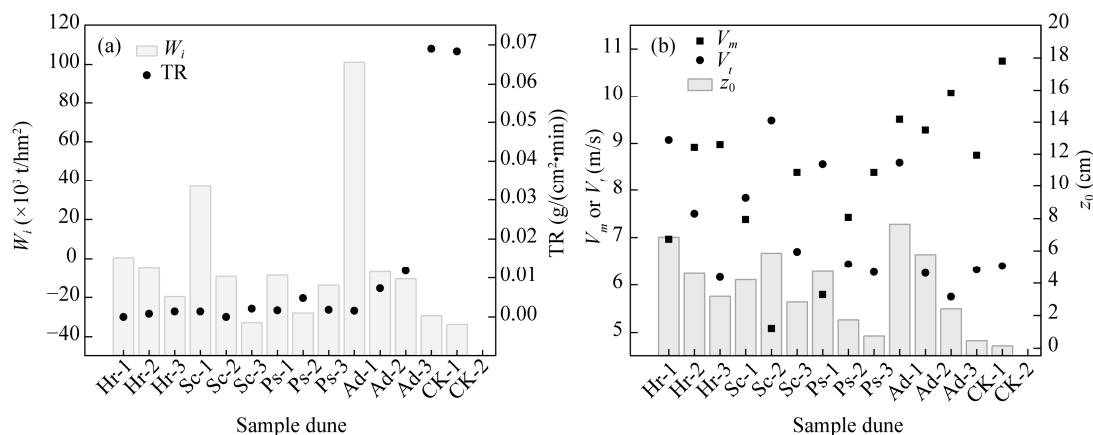 120
100
80
60
40
20
0
−20
−40
W_i (×10³ t/hm²)
(a)
W_i
TR
0.07
0.06
0.05
0.04
0.03
0.02
0.01
0.00
TR (g/(cm²•min))
Hr-1
Hr-2
Hr-3
Sc-1
Sc-2
Sc-3
Ps-1
Ps-2
Ps-3
Ad-1
Ad-2
Ad-3
CK-1
CK-2
Sample dune
11
10
9
8
7
6
5
V_m or V_t (m/s)
(b)
V_m
V_t
z_0
20
18
16
14
12
10
8
6
4
2
0
z_0 (cm)
Hr-1
Hr-2
Hr-3
Sc-1
Sc-2
Sc-3
Ps-1
Ps-2
Ps-3
Ad-1
Ad-2
Ad-3
CK-1
CK-2
Sample dune